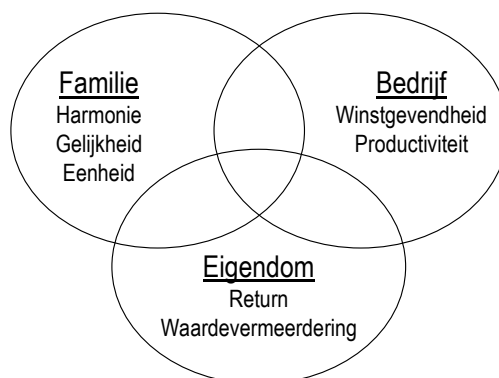 Familie
Harmonie
Gelijkheid
Eenheid
Bedrijf
Winstgevendheid
Productiviteit
Eigendom
Return
Waardevermeerdering